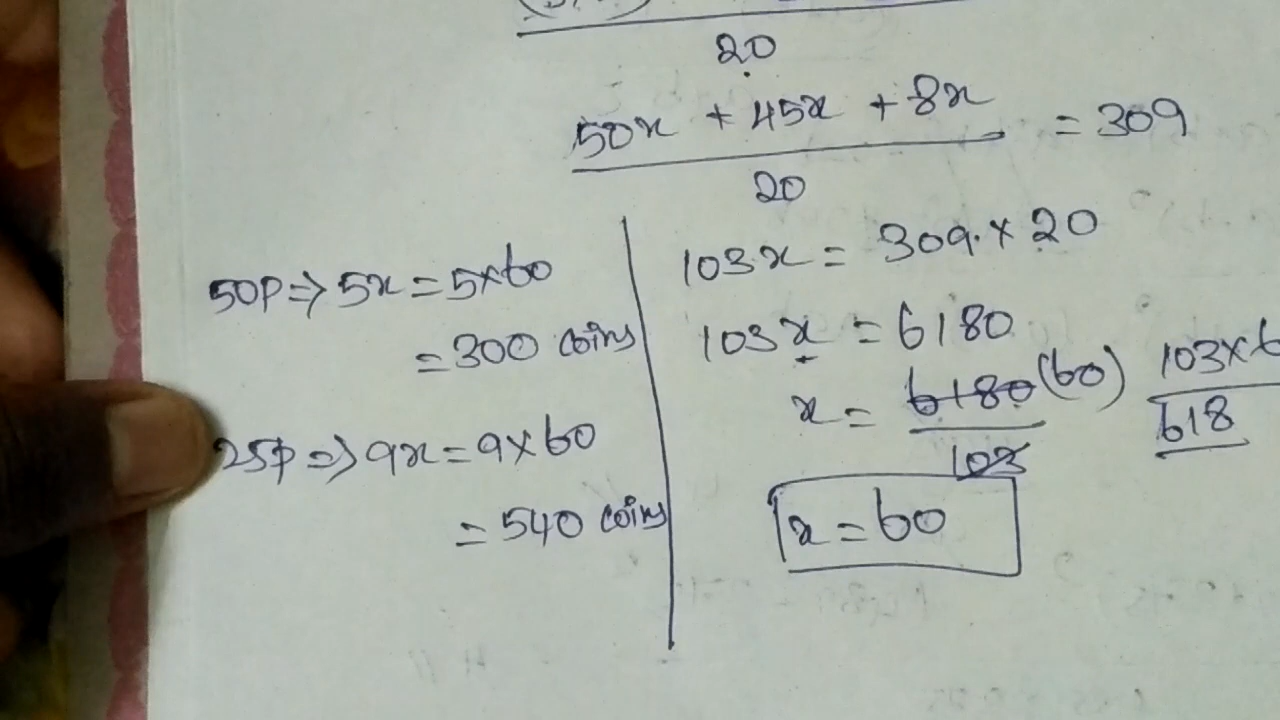 20
50x + 45x + 8x = 309
20
103x = 309 × 20
103x = 6180
x = 6180 (60) 103×6
103 618
x = 60
50p => 5x = 5×60
= 300 coins
25p => 9x = 9×60
= 540 coins